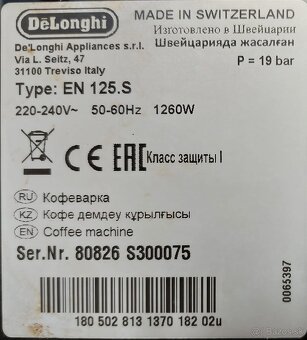 DēLonghi
MADE IN SWITZERLAND
Изготовлено в Швейцарии
Швейцарияда жасалған
De'Longhi Appliances s.r.l.
Via L. Seitz, 47
31100 Treviso Italy
P = 19 bar
Type: EN 125.S
220-240V~ 50-60Hz 1260W
CE EAC Класс защиты I
RU Кофеварка
KZ Кофе демдеу құрылғысы
EN Coffee machine
Ser.Nr. 80826 S300075
0065397
180 502 813 1370 182 02u